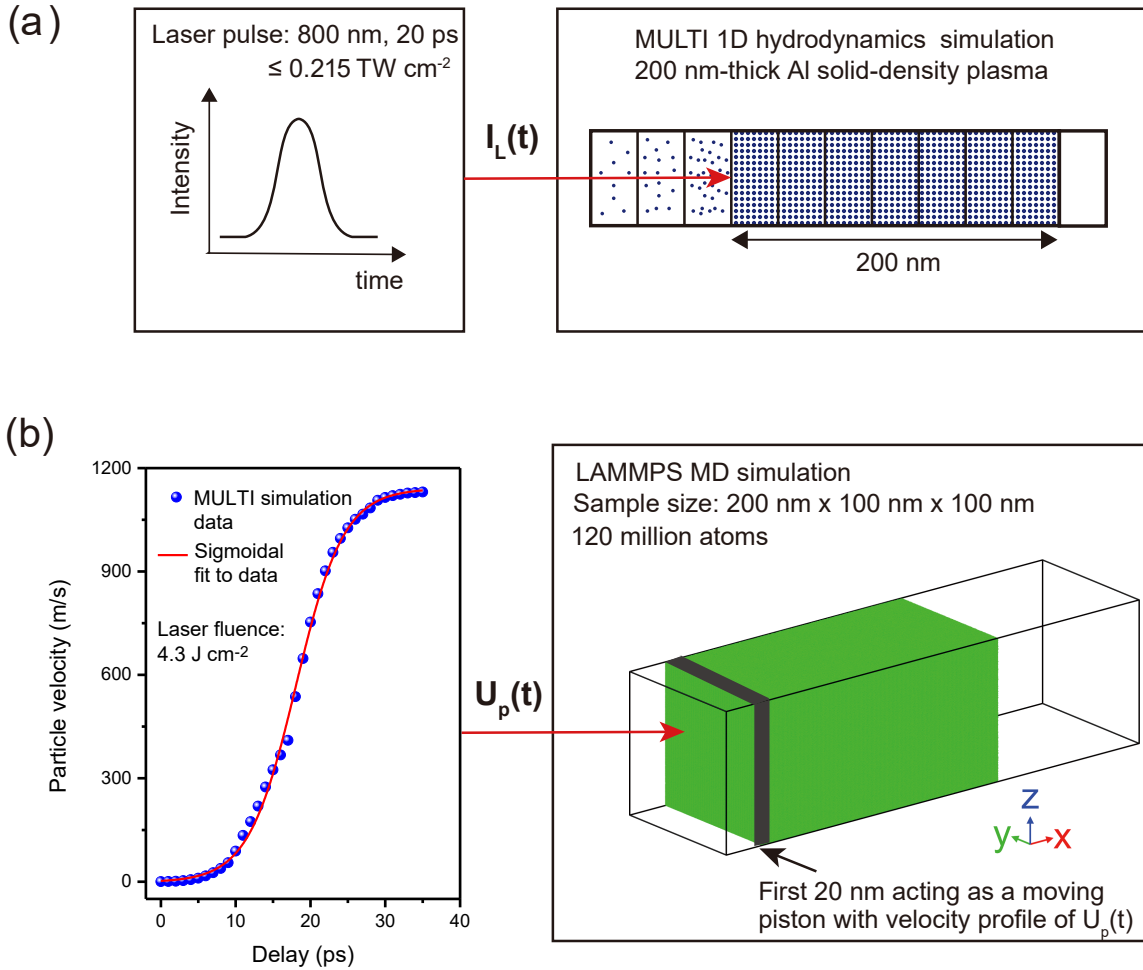 (a)
Laser pulse: 800 nm, 20 ps
≤ 0.215 TW cm-2
Intensity
time
I_L(t)
MULTI 1D hydrodynamics simulation
200 nm-thick Al solid-density plasma
200 nm
(b)
1200
900
600
300
0
0
10
20
30
40
Particle velocity (m/s)
Delay (ps)
MULTI simulation
data
Sigmoidal
fit to data
Laser fluence:
4.3 J cm-2
U_p(t)
LAMMPS MD simulation
Sample size: 200 nm x 100 nm x 100 nm
120 million atoms
z
y
x
First 20 nm acting as a moving
piston with velocity profile of U_p(t)